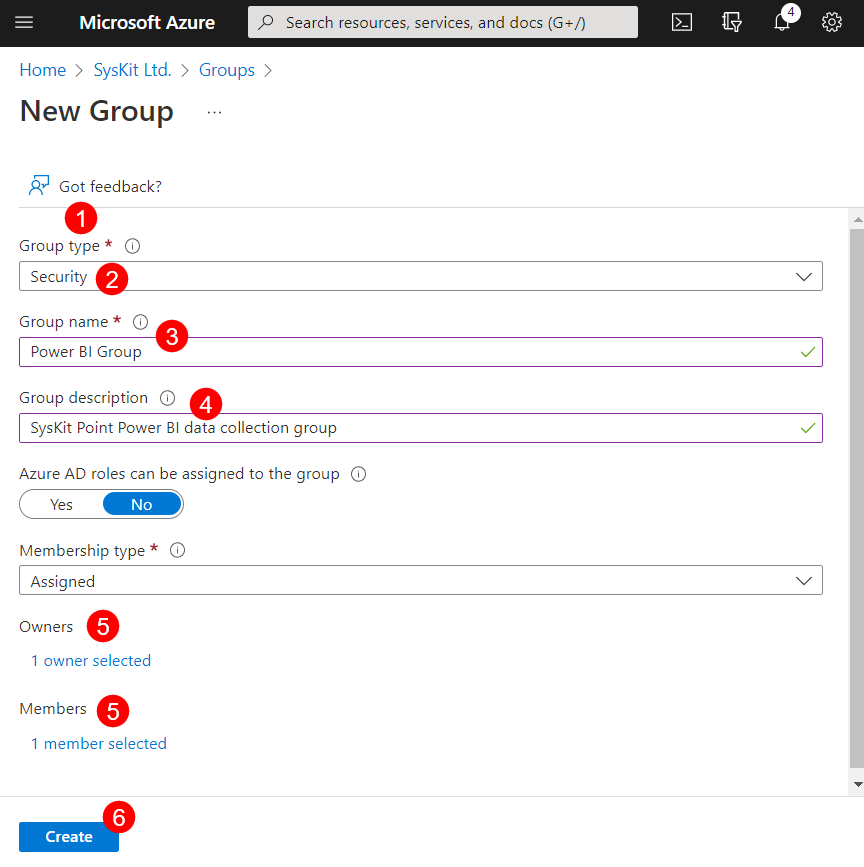 Microsoft Azure Search resources, services, and docs (G+/) 4
Home > SysKit Ltd. > Groups >
New Group ...
Got feedback?
1
Group type * i
Security 2
Group name * i 3
Power BI Group
Group description i 4
SysKit Point Power BI data collection group
Azure AD roles can be assigned to the group i
Yes No
Membership type * i
Assigned
Owners 5
1 owner selected
Members 5
1 member selected
6
Create